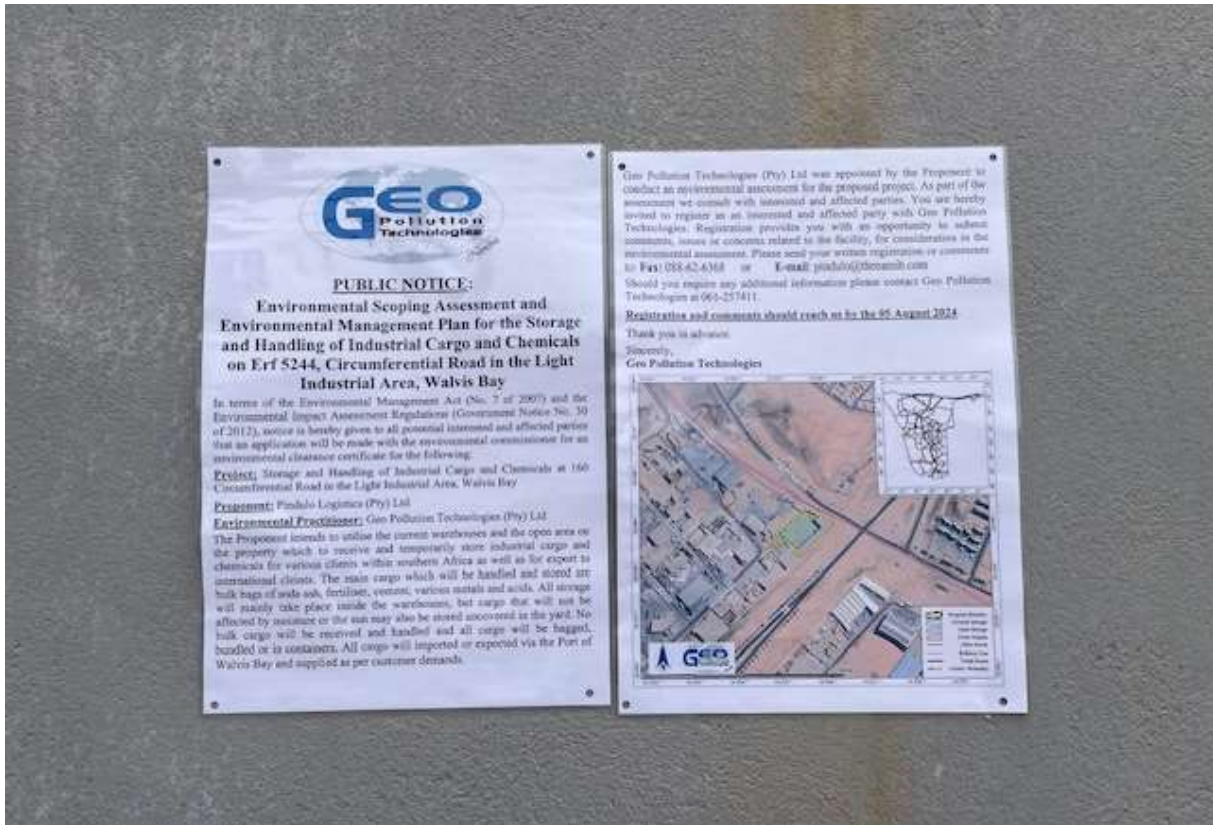 GEO
Pollution
Technologies
PUBLIC NOTICE:
Environmental Scoping Assessment and
Environmental Management Plan for the Storage
and Handling of Industrial Cargo and Chemicals
on Erf 5244, Circumferential Road in the Light
Industrial Area, Walvis Bay
In terms of the Environmental Management Act (No. 7 of 2007) and the
Environmental Impact Assessment Regulations (Government Notice No. 30
of 2012), notice is hereby given to all potential interested and affected parties
that an application will be made with the environmental commissioner for an
environmental clearance certificate for the following:
Project: Storage and Handling of Industrial Cargo and Chemicals at 160
Circumferential Road in the Light Industrial Area, Walvis Bay
Proponent: Pindulo Logistics (Pty) Ltd
Environmental Practitioner: Geo Pollution Technologies (Pty) Ltd
The Proponent intends to utilise the current warehouses and the open area on
the property which to receive and temporarily store industrial cargo and
chemicals for various clients within southern Africa as well as for export to
international clients. The main cargo which will be handled and stored are
bulk bags of soda ash, fertiliser, cement, various metals and acids. All storage
will mainly take place inside the warehouses, but cargo that will not be
affected by moisture or the sun may also be stored uncovered in the yard. No
bulk cargo will be received and handled and all cargo will be bagged,
bundled or in containers. All cargo will imported or exported via the Port of
Walvis Bay and supplied as per customer demands.
Geo Pollution Technologies (Pty) Ltd was appointed by the Proponent to
conduct an environmental assessment for the proposed project. As part of the
assessment we consult with interested and affected parties. You are hereby
invited to register as an interested and affected party with Geo Pollution
Technologies. Registration provides you with an opportunity to submit
comments, issues or concerns related to the facility, for consideration in the
environmental assessment. Please send your written registration or comments
to: Fax: 088-62-6368 or E-mail: pindulo@thenamib.com
Should you require any additional information please contact Geo Pollution
Technologies at 061-257411.
Registration and comments should reach us by the 05 August 2024
Thank you in advance.
Sincerely,
Geo Pollution Technologies
GEO